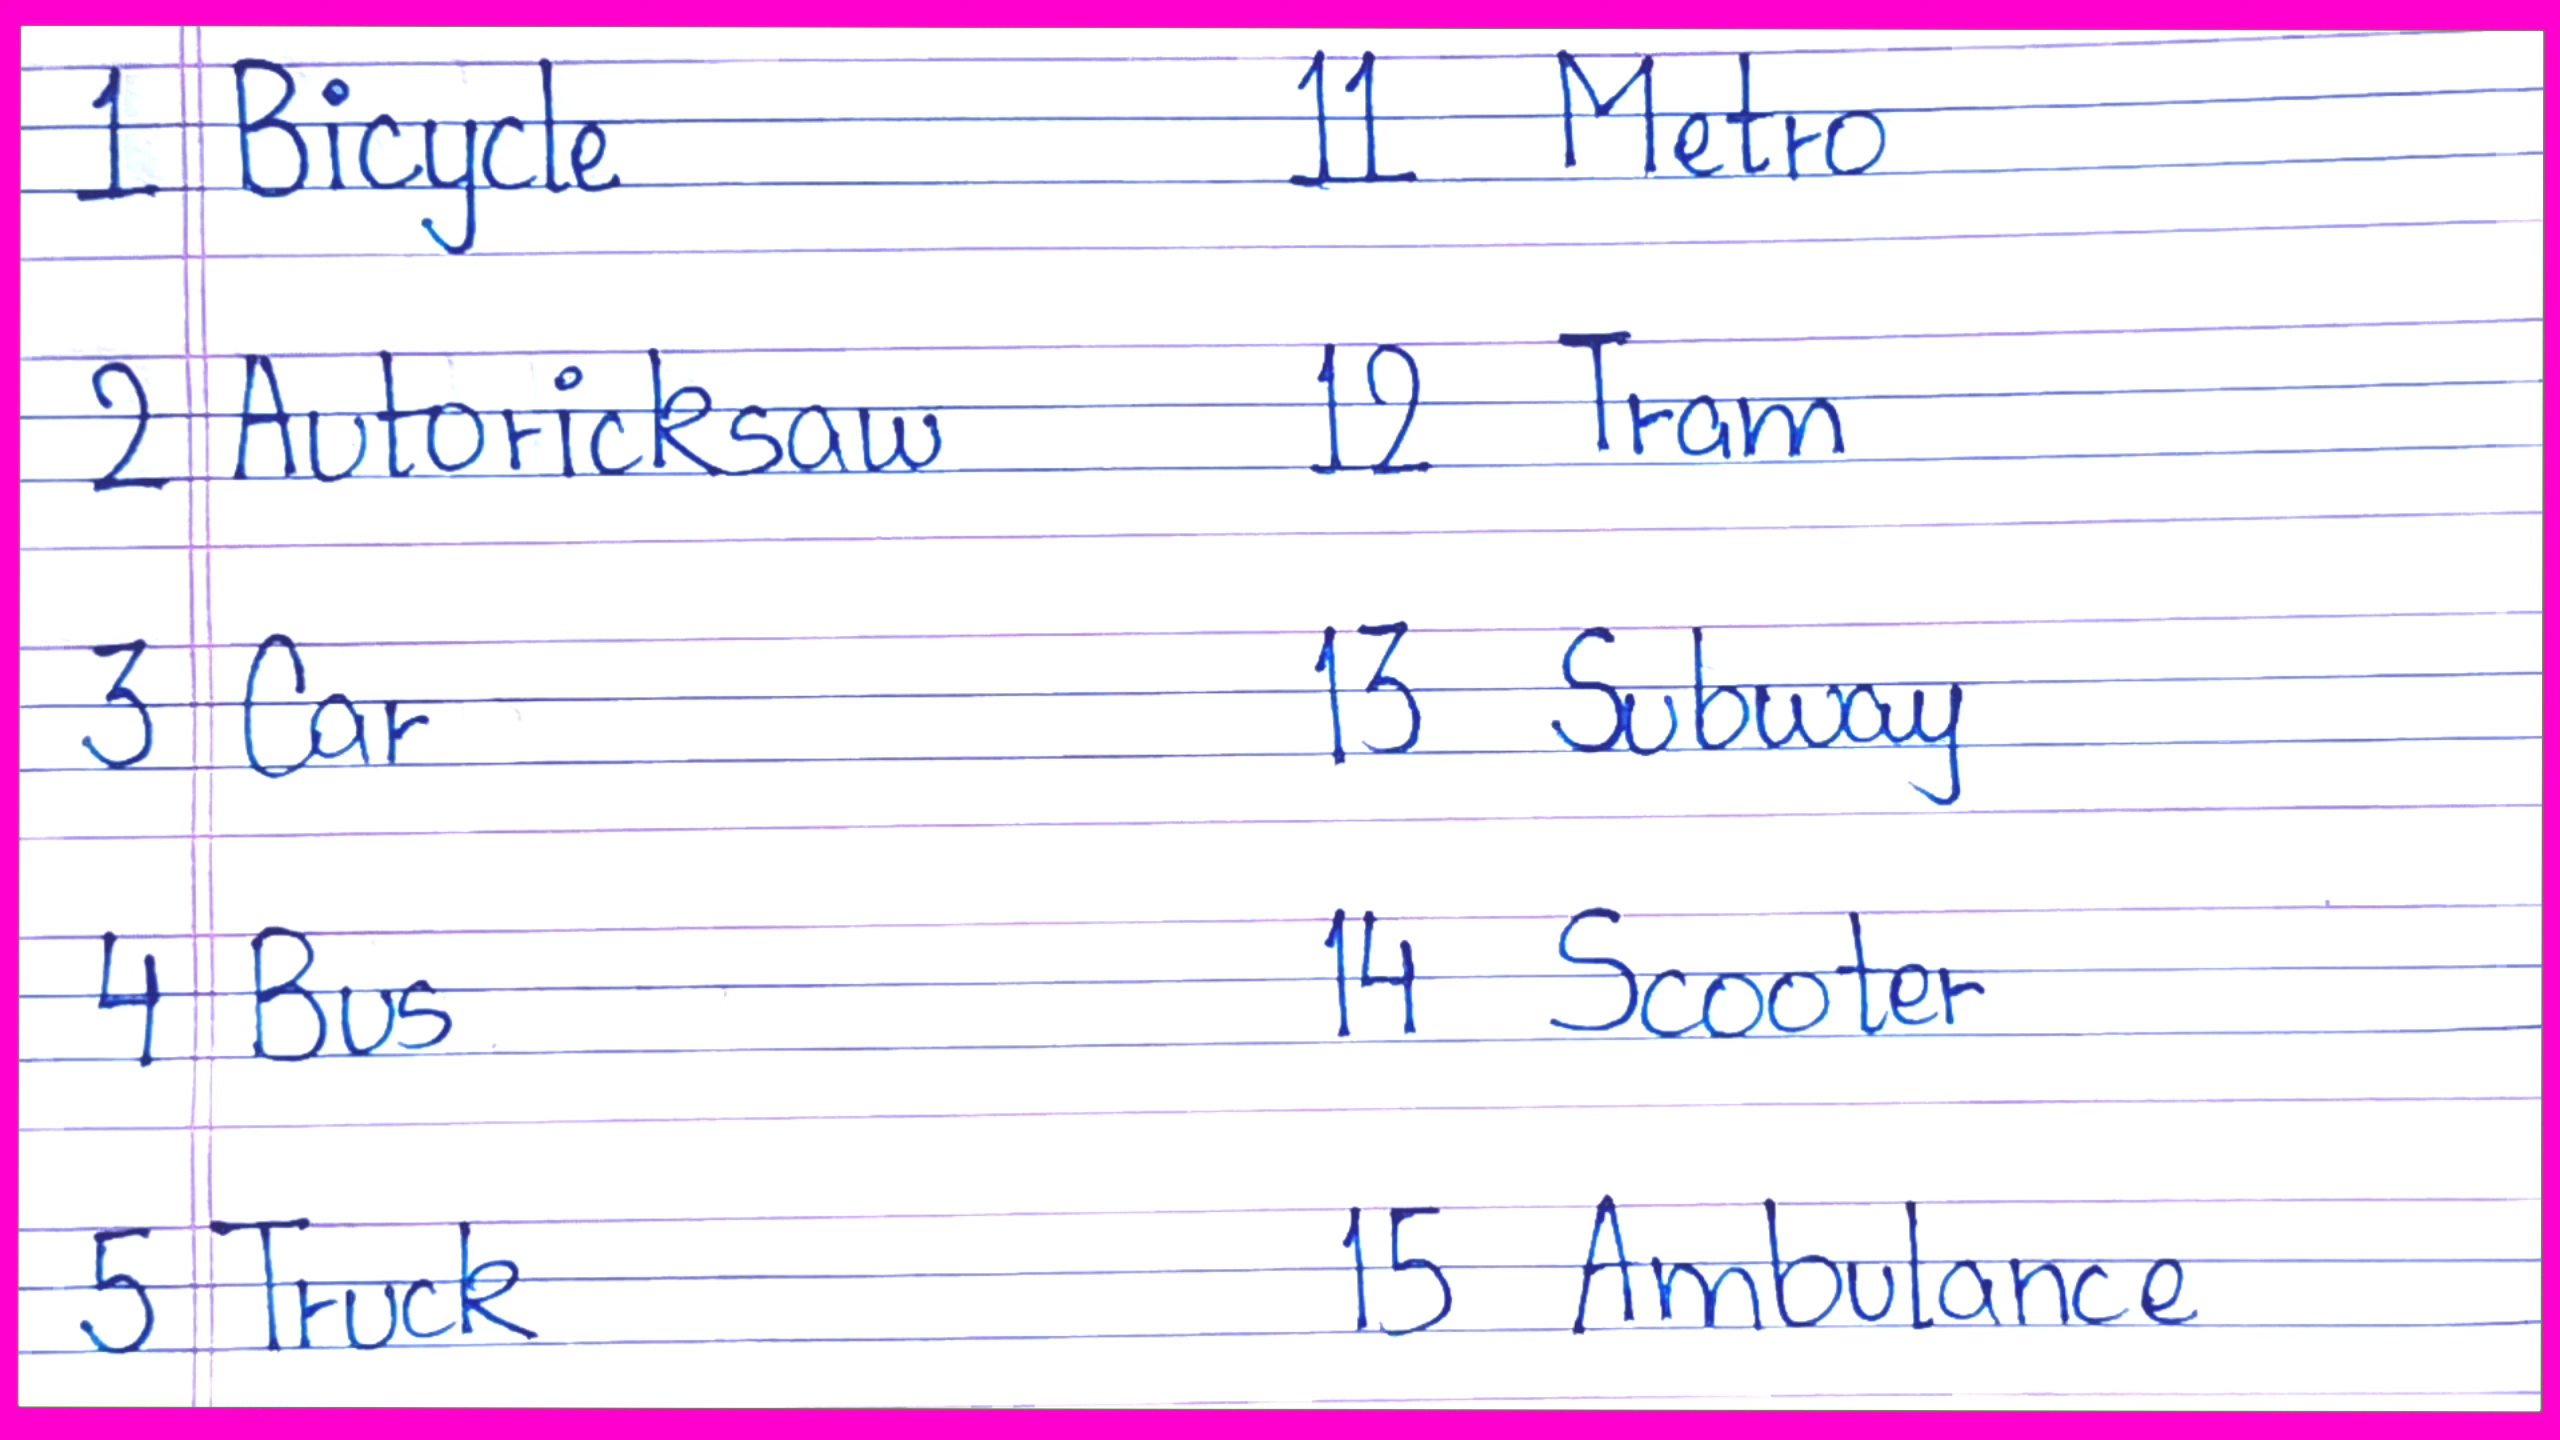 1 Bicycle
2 Autoricksaw
3 Car
4 Bus
5 Truck
11 Metro
12 Tram
13 Subway
14 Scooter
15 Ambulance